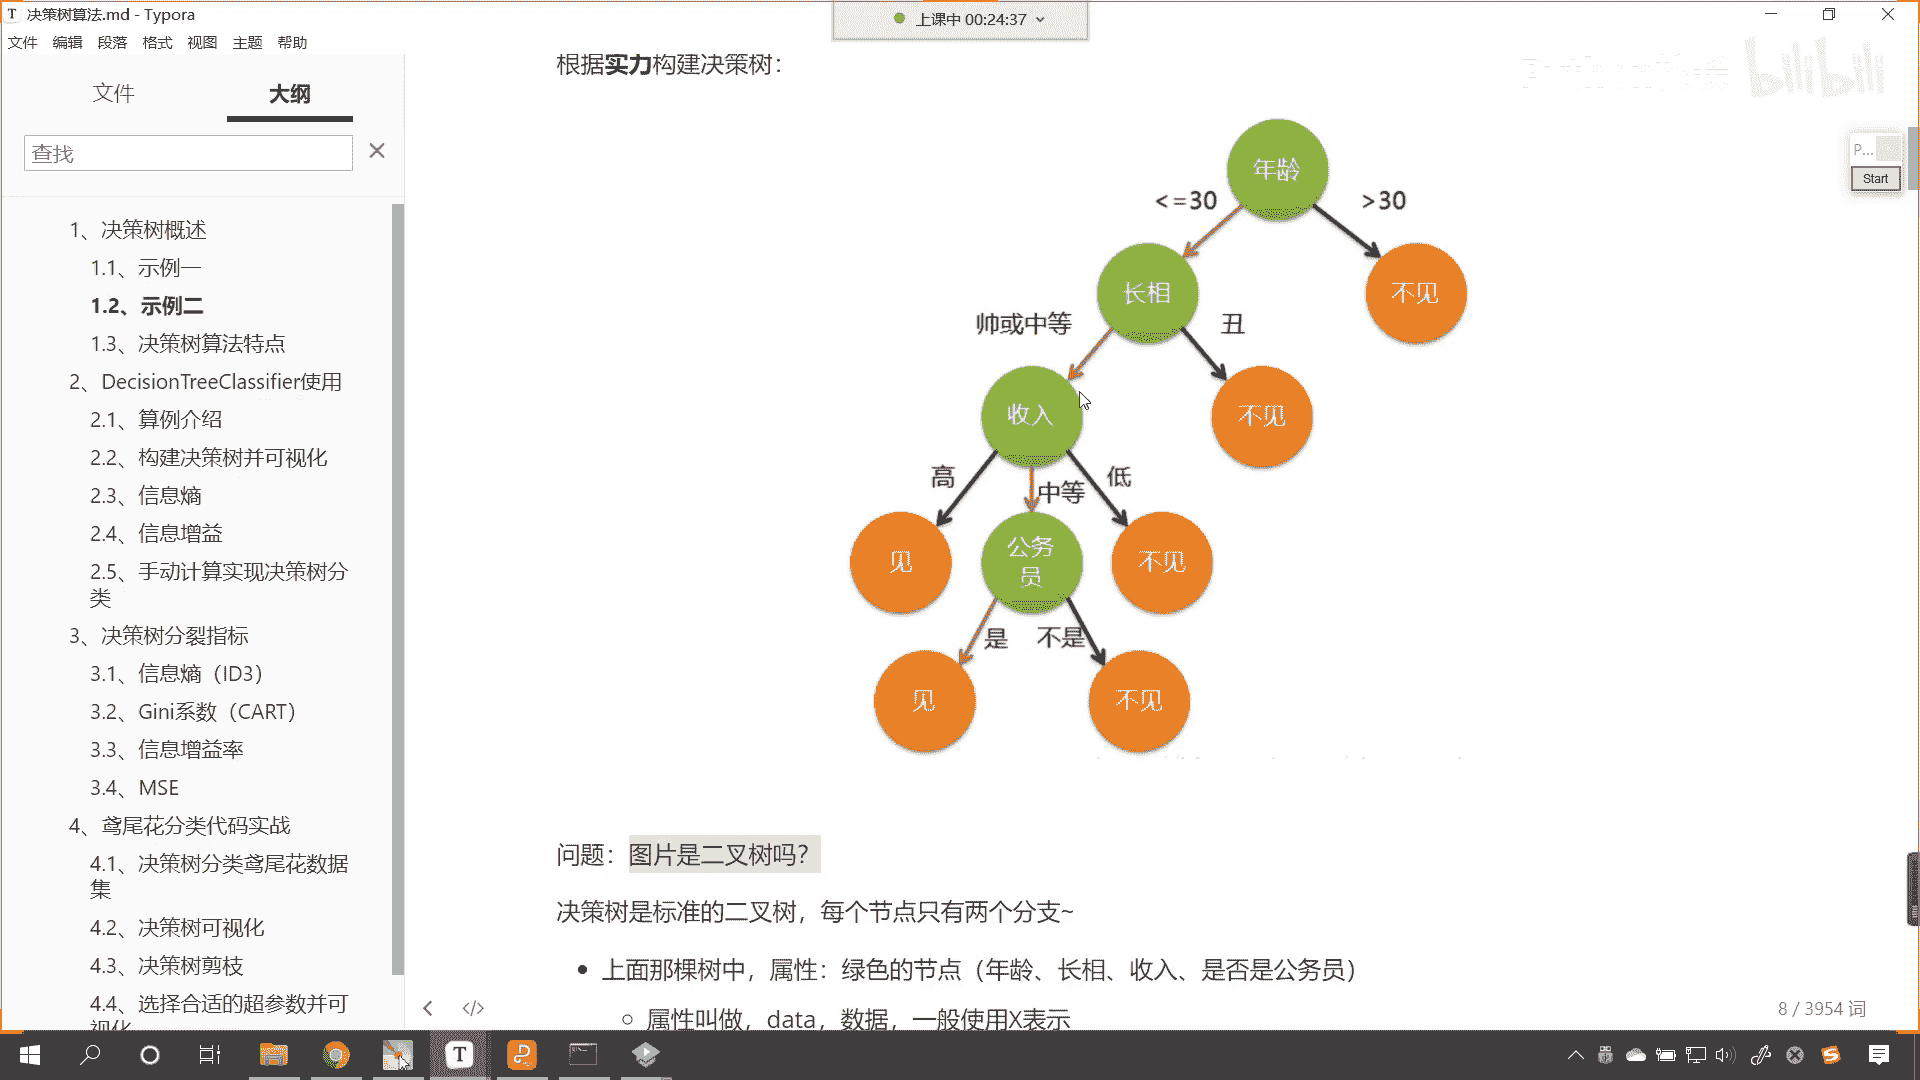 决策树算法.md - Typora
上课中 00:24:37
文件 编辑 段落 格式 视图 主题 帮助
文件 大纲
查找
1、决策树概述
1.1、示例一
1.2、示例二
1.3、决策树算法特点
2、DecisionTreeClassifier使用
2.1、算例介绍
2.2、构建决策树并可视化
2.3、信息熵
2.4、信息增益
2.5、手动计算实现决策树分
类
3、决策树分裂指标
3.1、信息熵（ID3）
3.2、Gini系数（CART）
3.3、信息增益率
3.4、MSE
4、鸢尾花分类代码实战
4.1、决策树分类鸢尾花数据
集
4.2、决策树可视化
4.3、决策树剪枝
4.4、选择合适的超参数并可
视化
根据实力构建决策树：
bilibili
P...
Start
年龄
<=30 >30
长相 不见
帅或中等 丑
收入 不见
高 中等 低
见 公务
员 不见
是 不是
见 不见
问题：图片是二叉树吗？
决策树是标准的二叉树，每个节点只有两个分支~
上面那棵树中，属性：绿色的节点（年龄、长相、收入、是否是公务员）
属性叫做，data，数据，一般使用X表示
8 / 3954 词